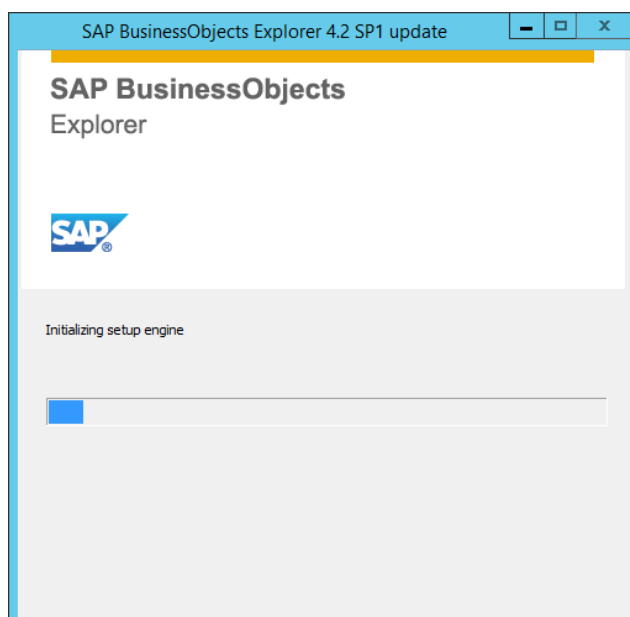 SAP BusinessObjects Explorer 4.2 SP1 update
SAP BusinessObjects
Explorer
SAP®
Initializing setup engine